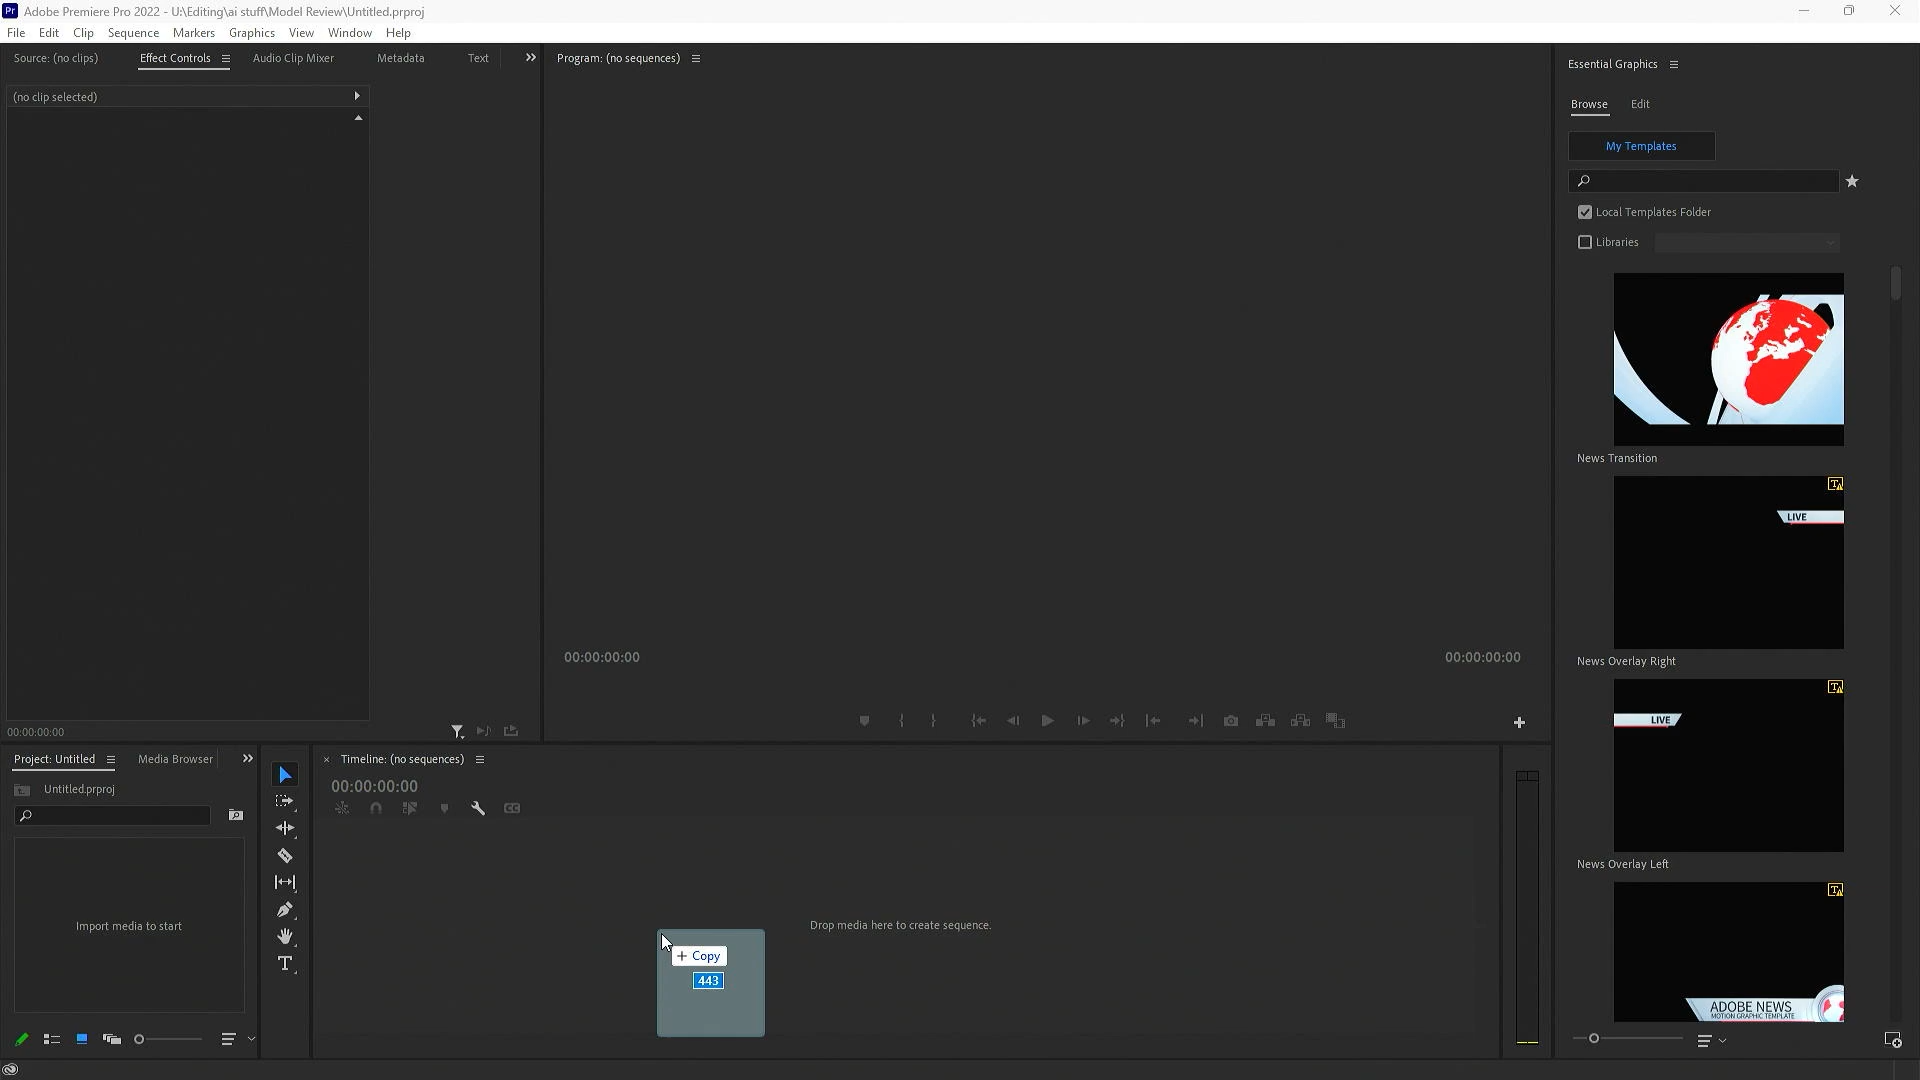 Adobe Premiere Pro 2022 - U:\Editing\ai stuff\Model Review\Untitled.prproj
File Edit Clip Sequence Markers Graphics View Window Help
Source: (no clips) Effect Controls Audio Clip Mixer Metadata Text
Program: (no sequences)
Essential Graphics
(no clip selected)
Browse Edit
My Templates
Local Templates Folder
Libraries
News Transition
LIVE
News Overlay Right
00:00:00:00 00:00:00:00
LIVE
00:00:00:00
News Overlay Left
Project: Untitled Media Browser
Timeline: (no sequences)
Untitled.prproj
00:00:00:00
Import media to start
Drop media here to create sequence.
+ Copy
443
ADOBE NEWS
MOTION GRAPHIC TEMPLATE